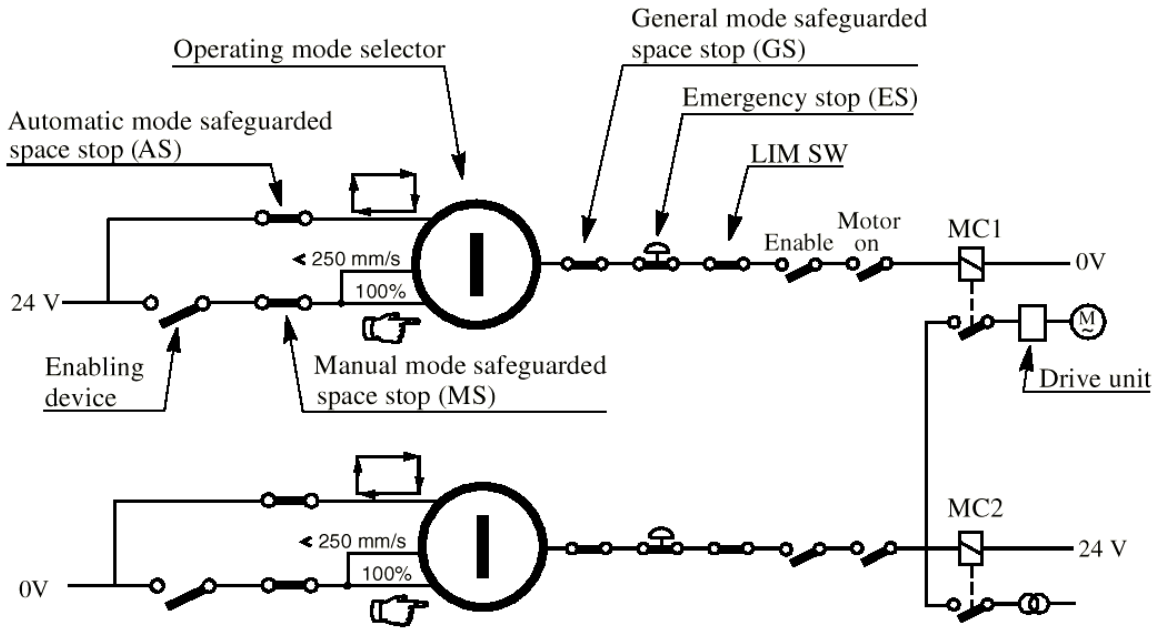 General mode safeguarded
space stop (GS)
Operating mode selector
Emergency stop (ES)
Automatic mode safeguarded
space stop (AS)
LIM SW
Motor
on
Enable
MC1
< 250 mm/s
0V
24 V
100%
M
~
Enabling
device
Manual mode safeguarded
space stop (MS)
Drive unit
MC2
< 250 mm/s
24 V
100%
0V